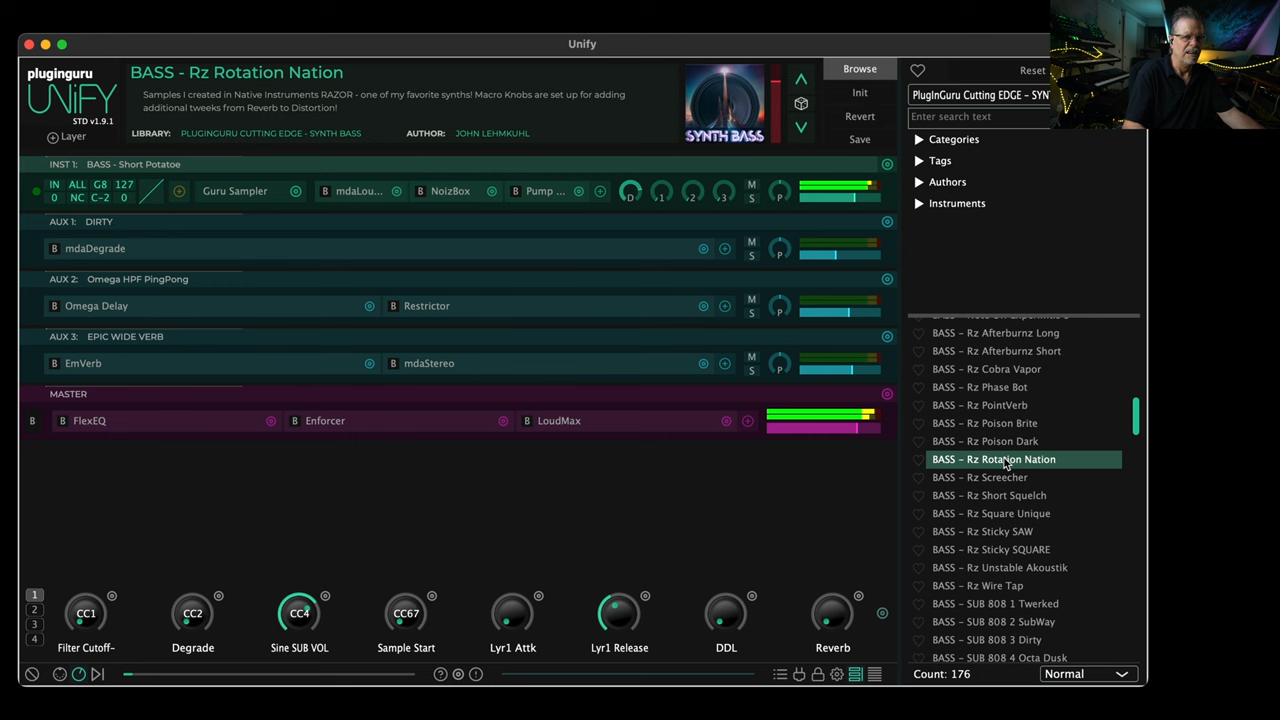 Unify
pluginguru
UNiFY
STD v1.9.1
Layer
BASS - Rz Rotation Nation
Samples I created in Native Instruments RAZOR - one of my favorite synths! Macro Knobs are set up for adding
additional tweeks from Reverb to Distortion!
LIBRARY: PLUGINGURU CUTTING EDGE - SYNTH BASS AUTHOR: JOHN LEHMKUHL
SYNTH BASS
Browse
Init
Revert
Save
Reset
PlugInGuru Cutting EDGE - SYN
Enter search text
Categories
Tags
Authors
Instruments
INST 1: BASS - Short Potatoe
IN ALL G8 127
0 NC C-2 0
Guru Sampler
mdaLou...
NoizBox
Pump ...
D 1 2 3
M
S
P
AUX 1: DIRTY
B mdaDegrade
M
S
P
AUX 2: Omega HPF PingPong
B Omega Delay
B Restrictor
M
S
P
AUX 3: EPIC WIDE VERB
B EmVerb
B mdaStereo
M
S
P
MASTER
B
B FlexEQ
B Enforcer
B LoudMax
BASS - Rz Afterburnz Long
BASS - Rz Afterburnz Short
BASS - Rz Cobra Vapor
BASS - Rz Phase Bot
BASS - Rz PointVerb
BASS - Rz Poison Brite
BASS - Rz Poison Dark
BASS - Rz Rotation Nation
BASS - Rz Screecher
BASS - Rz Short Squelch
BASS - Rz Square Unique
BASS - Rz Sticky SAW
BASS - Rz Sticky SQUARE
BASS - Rz Unstable Akoustik
BASS - Rz Wire Tap
BASS - SUB 808 1 Twerked
BASS - SUB 808 2 SubWay
BASS - SUB 808 3 Dirty
BASS - SUB 808 4 Octa Dusk
1
2
3
4
CC1
CC2
CC4
CC67
Filter Cutoff-
Degrade
Sine SUB VOL
Sample Start
Lyr1 Attk
Lyr1 Release
DDL
Reverb
Count: 176
Normal